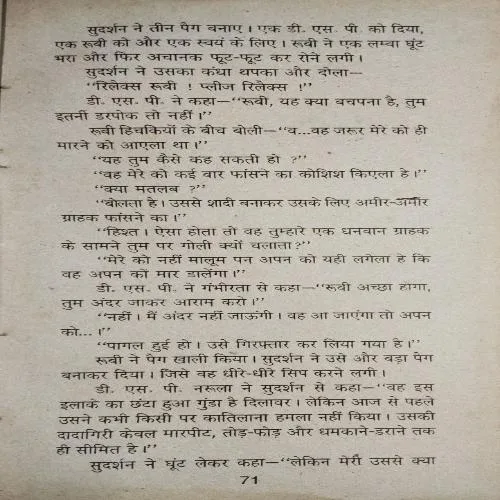 सुदर्शन ने तीन पैग बनाए। एक डी. एस. पी. को दिया,
एक रूबी को और एक स्वयं के लिए। रूबी ने एक लम्बा घूंट
भरा और फिर अचानक फूट-फूट कर रोने लगी।
सुदर्शन ने उसका कंधा थपका और दोला—
‘‘रिलेक्स रूबी ! प्लीज रिलेक्स !’’
डी. एस. पी. ने कहा—‘‘रूबी, यह क्या बचपना है, तुम
इतनी डरपोक तो नहीं।’’
रूबी हिचकियों के बीच बोली—‘‘व...वह जरूर मेरे को ही
मारने को आएला था।’’
‘‘यह तुम कैसे कह सकती हो ?’’
‘‘वह मेरे को कई वार फांसने का कोशिश किएला है।’’
‘‘क्या मतलब ?’’
‘‘बोलता है। उससे शादी बनाकर उसके लिए अमीर-अमीर
ग्राहक फांसने का।’’
‘‘हिश्त। ऐसा होता तो वह तुम्हारे एक धनवान ग्राहक
के सामने तुम पर गोली क्यों चलाता?’’
‘‘मेरे को नहीं मालूम पन अपन को यही लगेला है कि
वह अपन को मार डालेंगा।’’
डी. एस. पी. ने गंभीरता से कहा—‘‘रूबी अच्छा होगा,
तुम अंदर जाकर आराम करो।’’
‘‘नहीं। मैं अंदर नहीं जाऊंगी। वह आ जाएंगा तो अपन
को...।’’
‘‘पागल हुई हो। उसे गिरफ्तार कर लिया गया है।’’
रूबी ने पैग खाली किया। सुदर्शन ने उसे और बड़ा पैग
बनाकर दिया। जिसे वह धीरे-धीरे सिप करने लगी।
डी. एस. पी. नरूला ने सुदर्शन से कहा—‘‘वह इस
इलाके का छंटा हुआ गुंडा है दिलावर। लेकिन आज से पहले
उसने कभी किसी पर कातिलाना हमला नहीं किया। उसकी
दादागिरी केवल मारपीट, तोड़-फोड़ और धमकाने-डराने तक
ही सीमित है।’’
सुदर्शन ने घूंट लेकर कहा—‘‘लेकिन मेरी उससे क्या
71